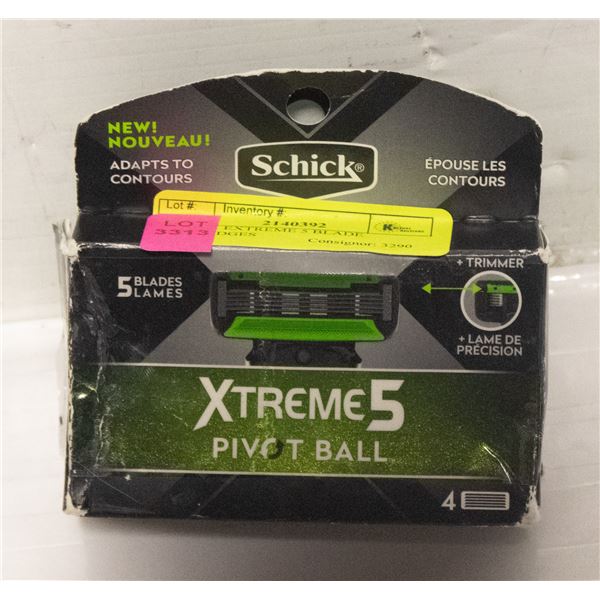 NEW!
NOUVEAU!
ADAPTS TO
CONTOURS
Schick®
ÉPOUSE LES
CONTOURS
Lot #:
Inventory #:
LOT
3313
2140392
EXTREME 5 BLADE
DGES
Consignor: 3290
5 BLADES
LAMES
+ TRIMMER
+ LAME DE
PRÉCISION
XTREME5
PIVOT BALL
4